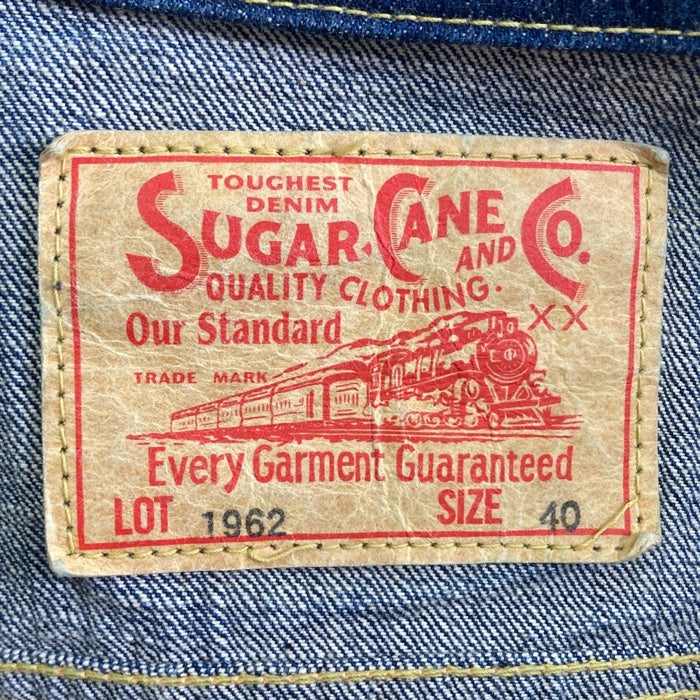 TOUGHEST
DENIM
SUGAR CANE AND CO.
QUALITY CLOTHING.
Our Standard
XX
TRADE MARK
Every Garment Guaranteed
LOT 1962 SIZE 40